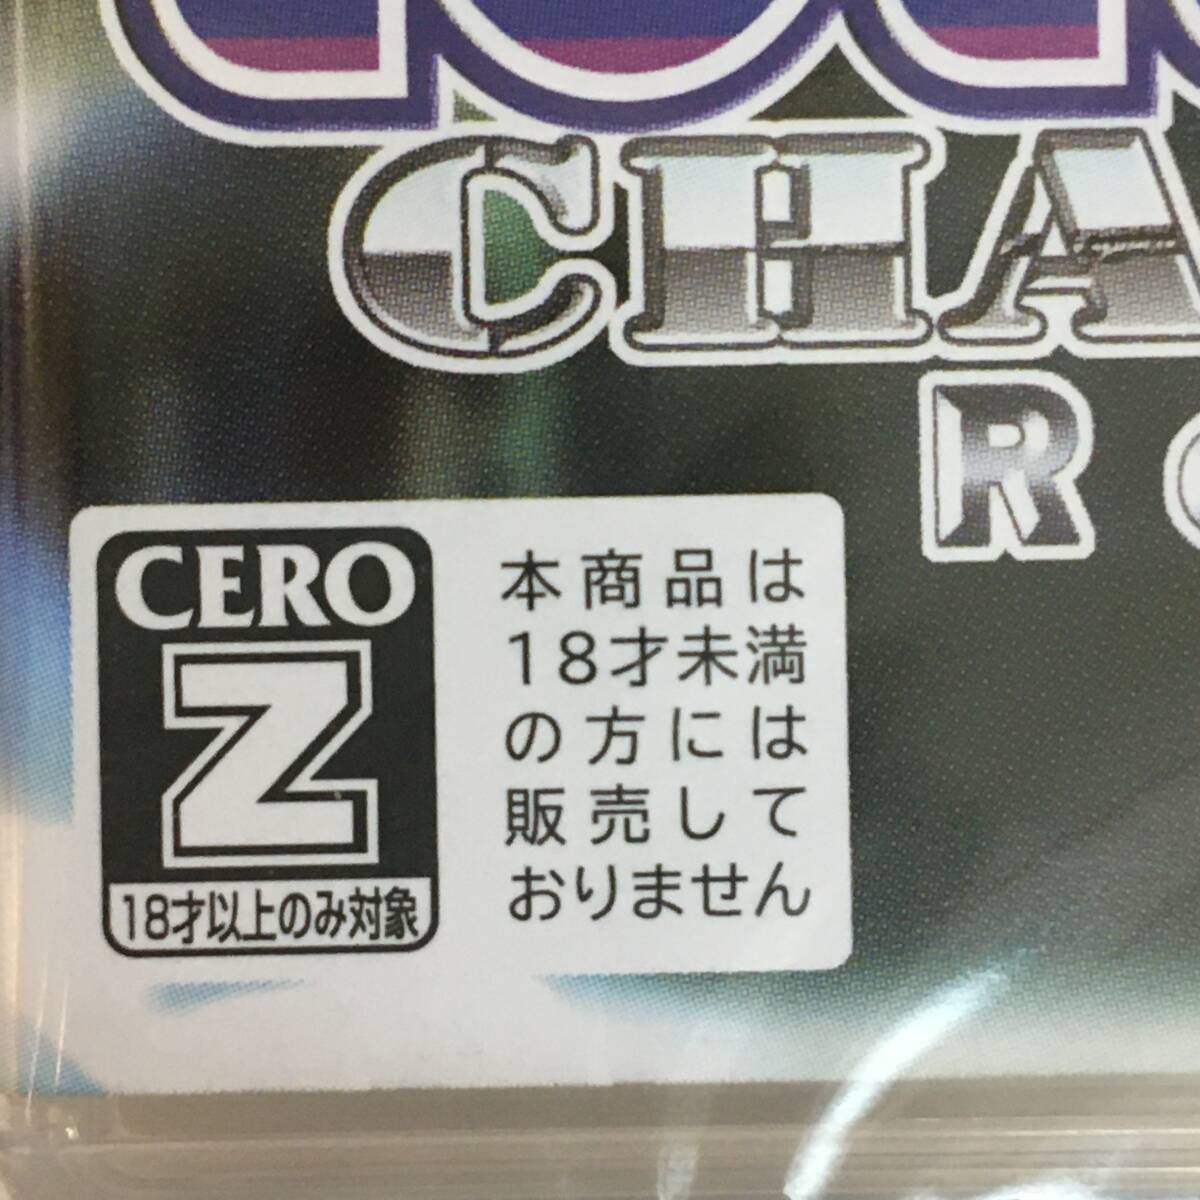 CHA
R
CERO
Z
18才以上のみ対象
本商品は
18才未満
の方には
販売して
おりません